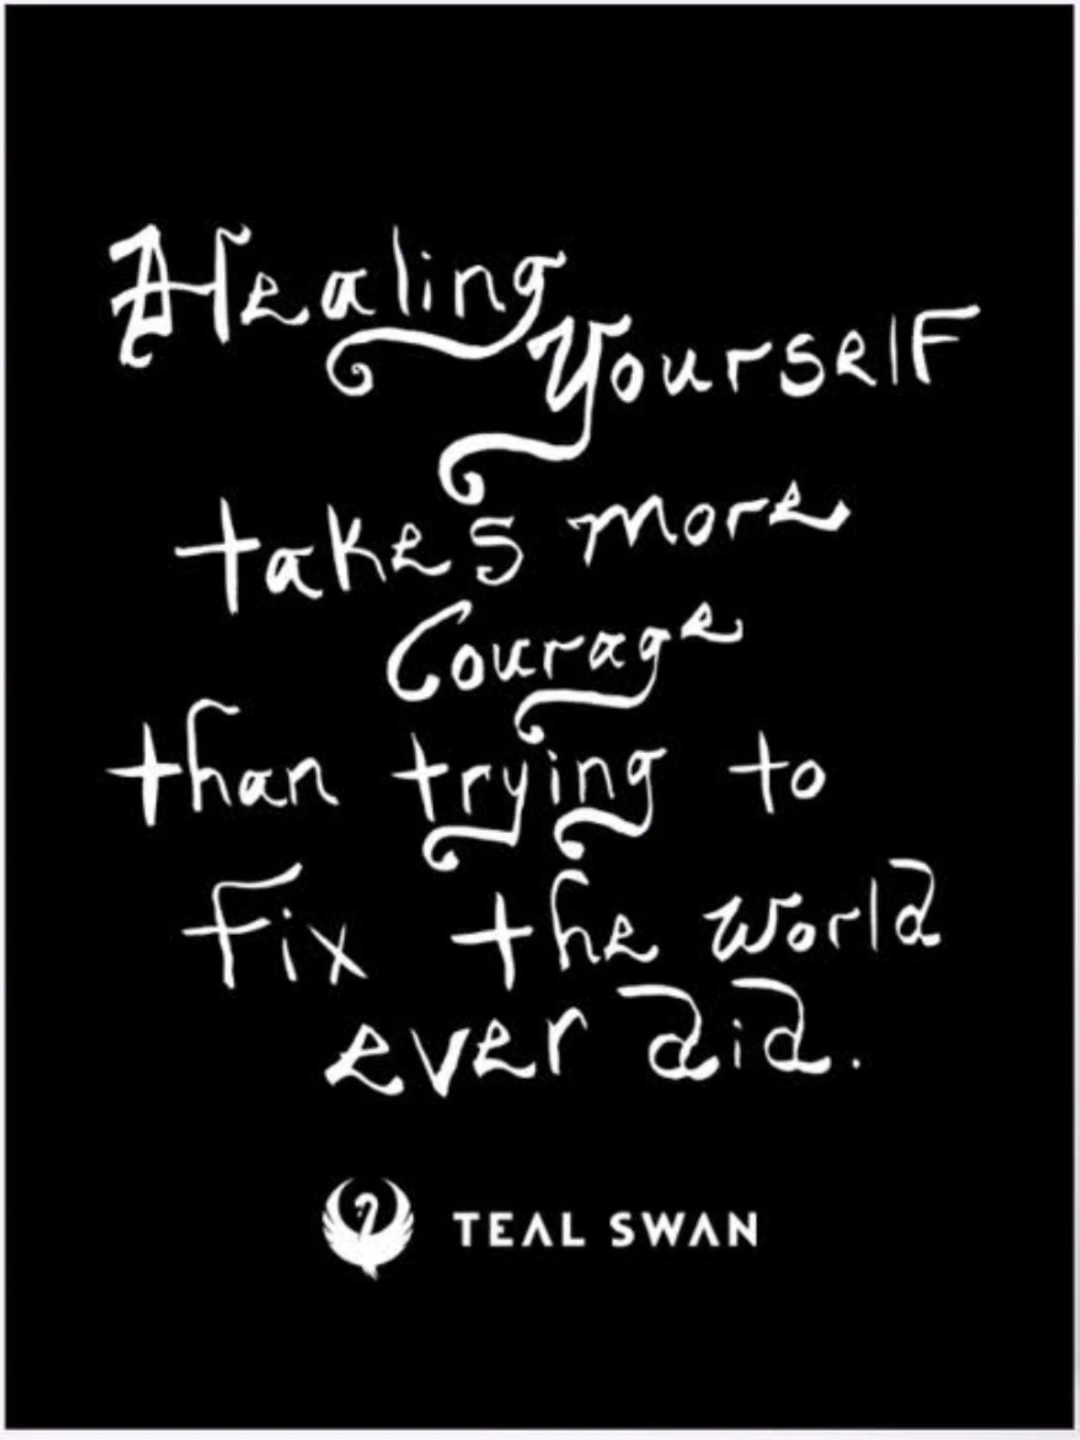 Healing
Yourself
takes more
Courage
than trying to
Fix the world
ever did.
TEAL SWAN